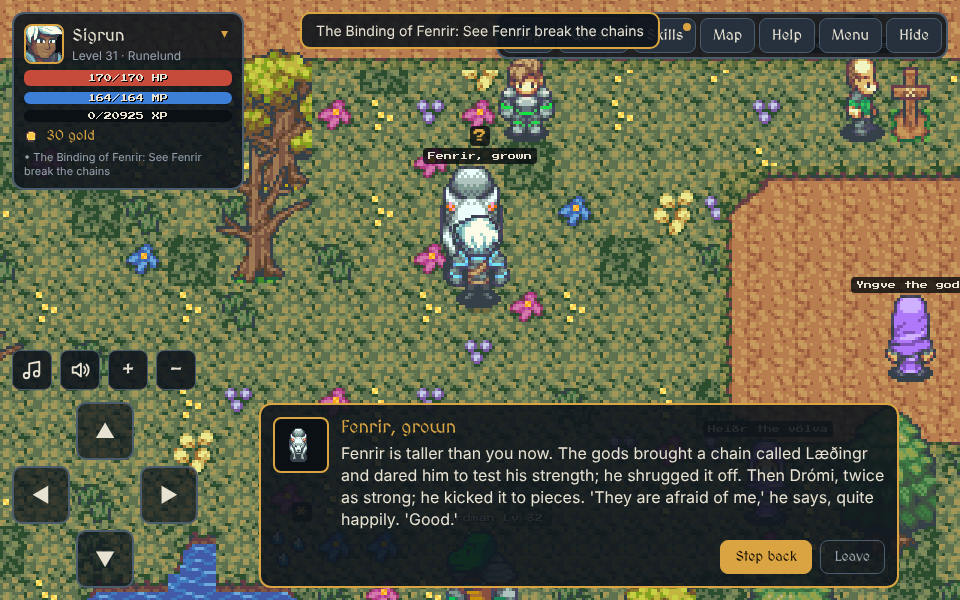 Sigrun
Level 31 · Runelund
170/170 HP
164/164 MP
0/20925 XP
30 gold
• The Binding of Fenrir: See Fenrir
break the chains
The Binding of Fenrir: See Fenrir break the chains
Map
Help
Menu
Hide
?
Fenrir, grown
Yngve the god
Heiðr the völva
Fenrir, grown
Fenrir is taller than you now. The gods brought a chain called Læðingr
and dared him to test his strength; he shrugged it off. Then Drómi, twice
as strong; he kicked it to pieces. 'They are afraid of me,' he says, quite
happily. 'Good.'
Step back
Leave